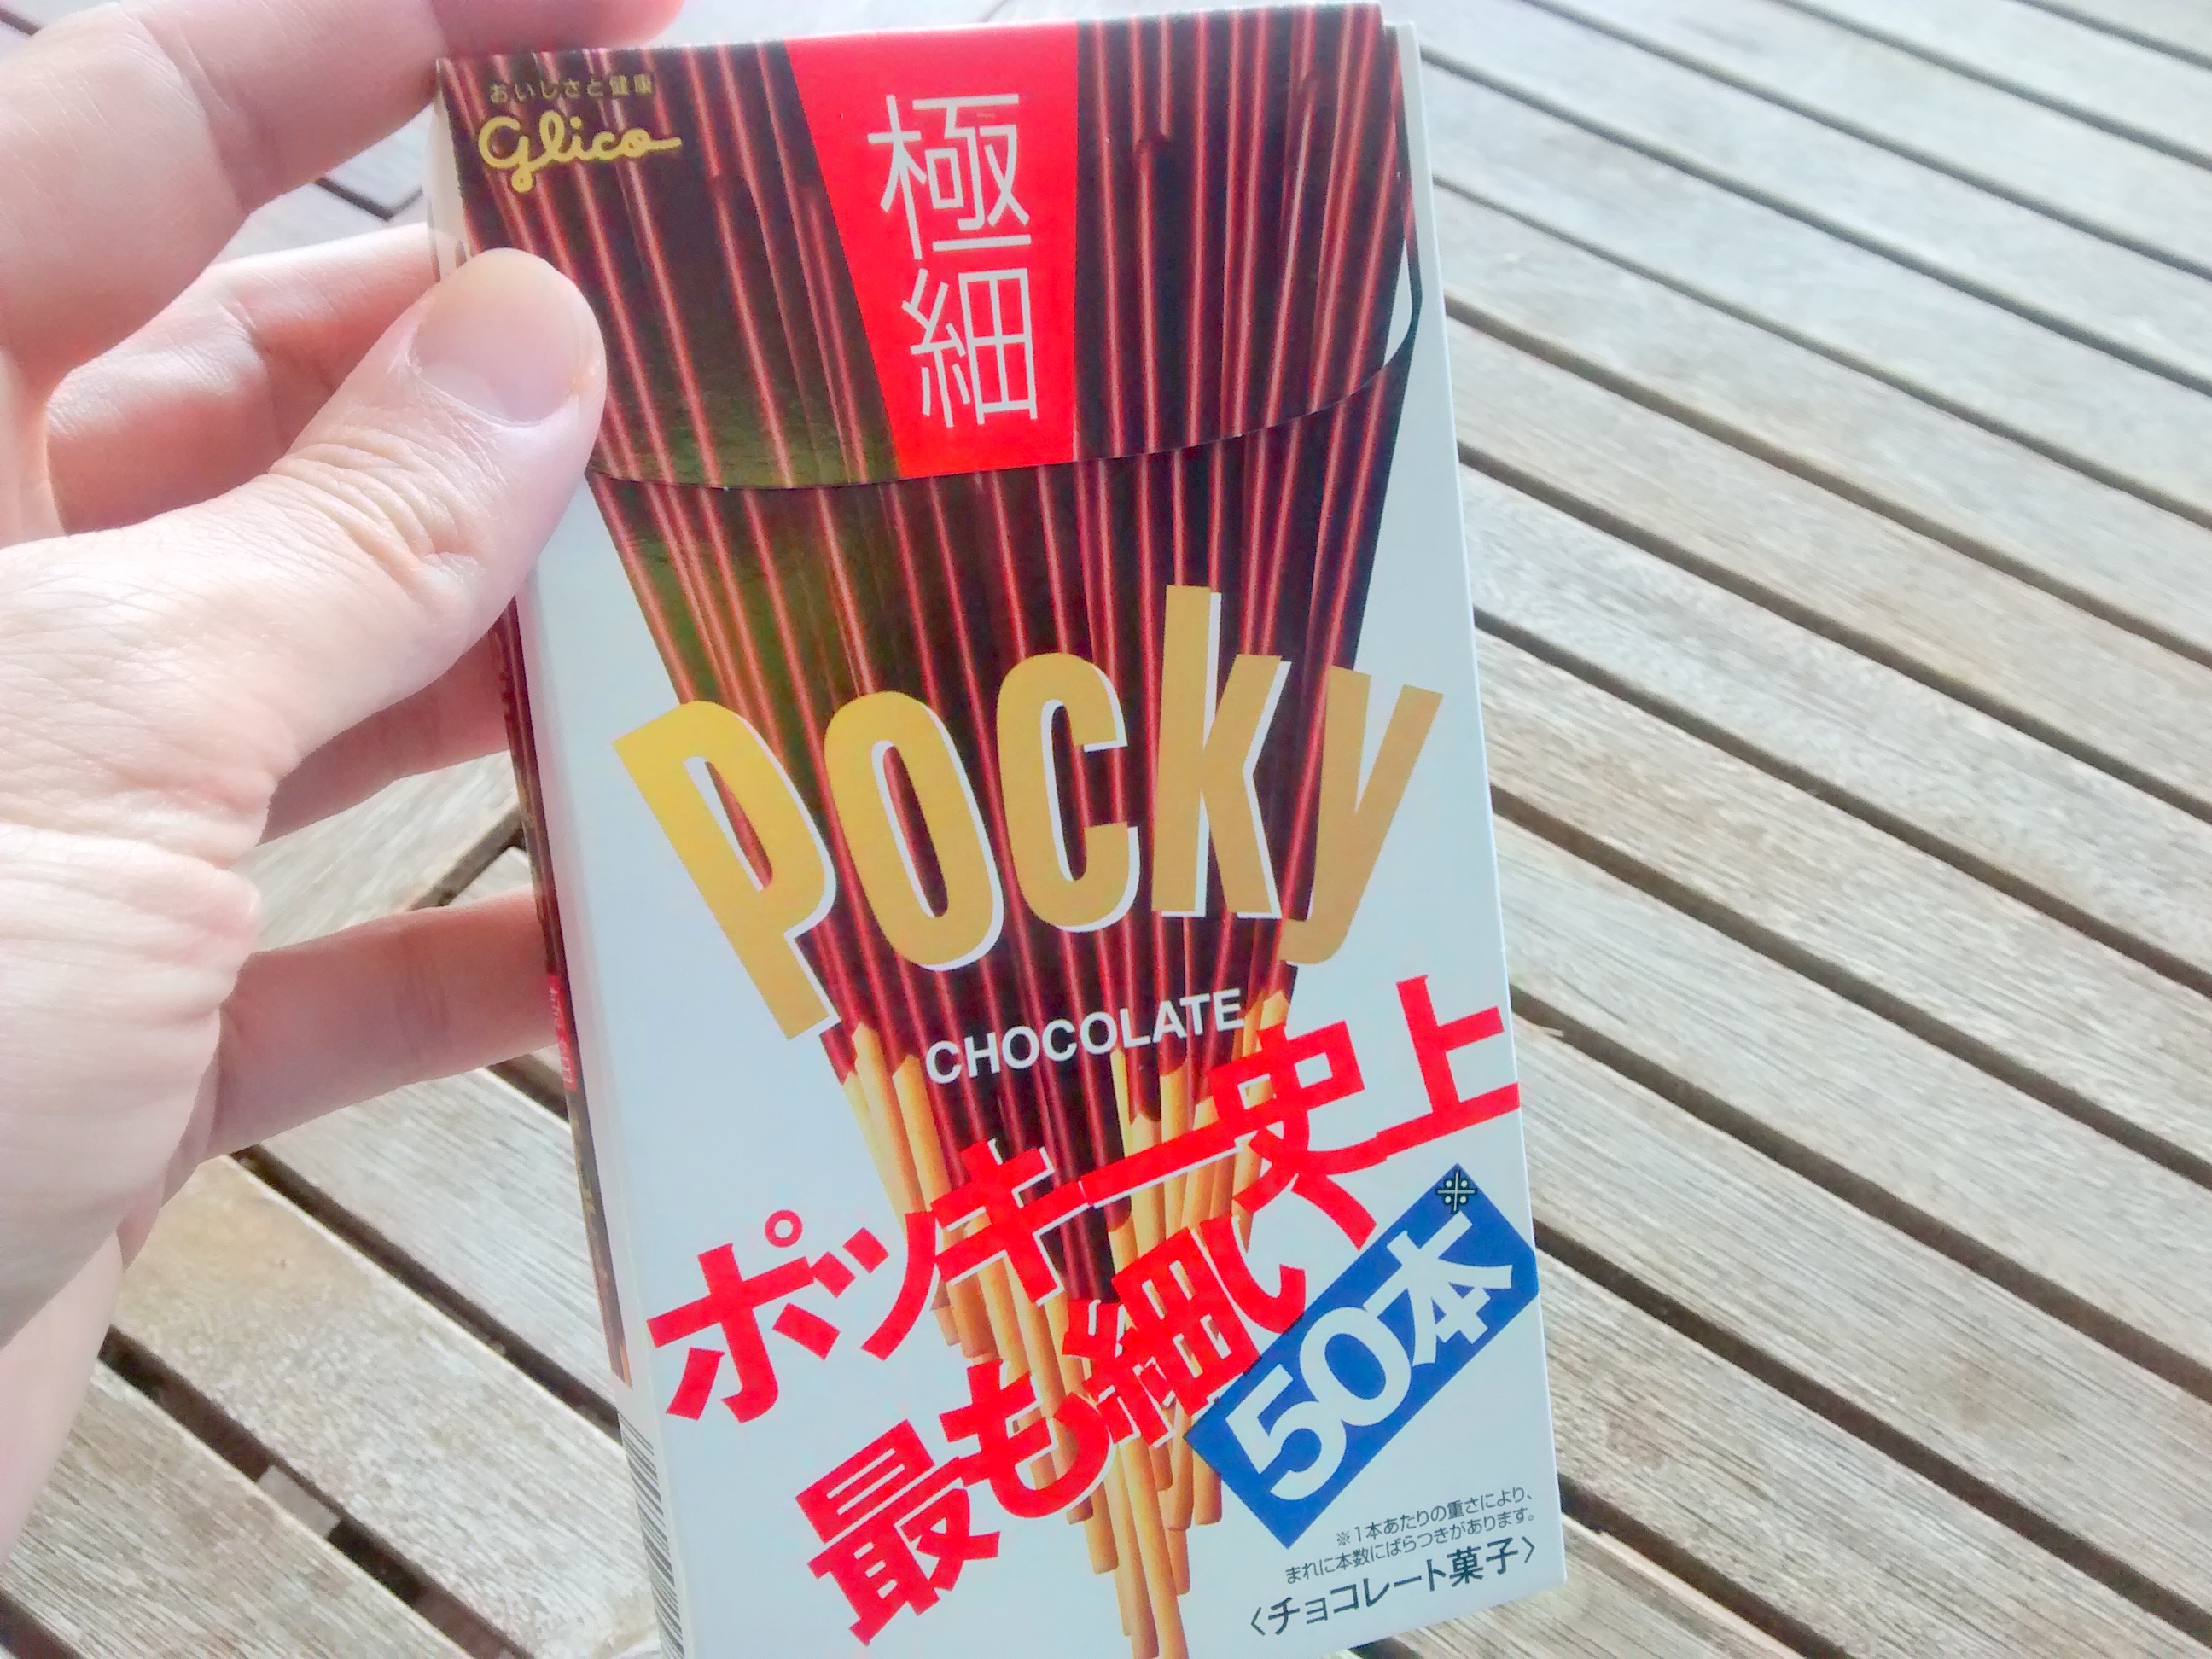 おいしさと健康
Glico
極細
Pocky
CHOCOLATE
ポッキー史上
最も細い
50本※
※1本あたりの重さにより、
まれに本数にばらつきがあります。
〈チョコレート菓子〉